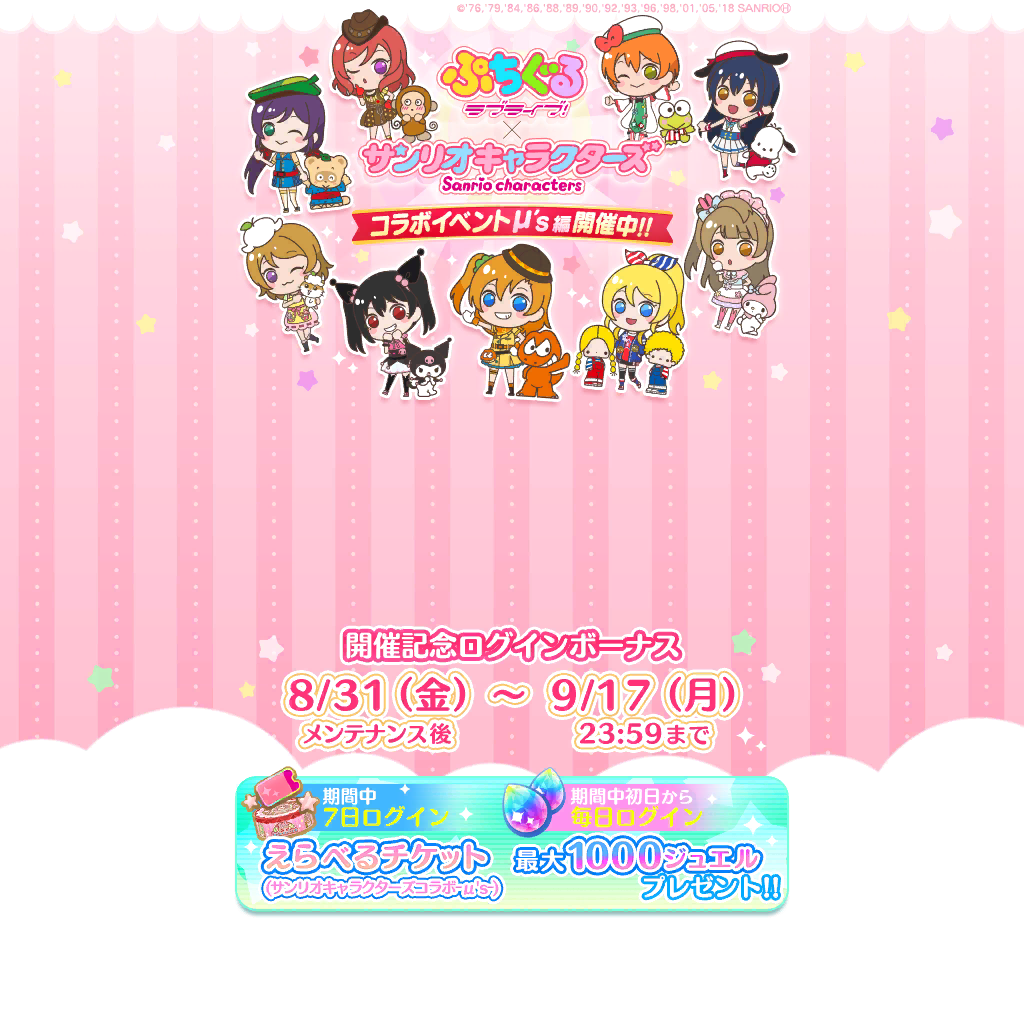 ©'76,'79,'84,'86,'88,'89,'90,'92,'93,'96,'98,'01,'05,'18 SANRIOⓇ
ぷちぐる
ラブライブ!
×
サンリオキャラクターズ
Sanrio characters
コラボイベントμ's編開催中!!
開催記念ログインボーナス
8/31（金）～ 9/17（月）
メンテナンス後 23:59まで
期間中
7日ログイン
えらべるチケット
(サンリオキャラクターズコラボ-μ's-)
期間中初日から
毎日ログイン
最大1000ジュエル
プレゼント!!